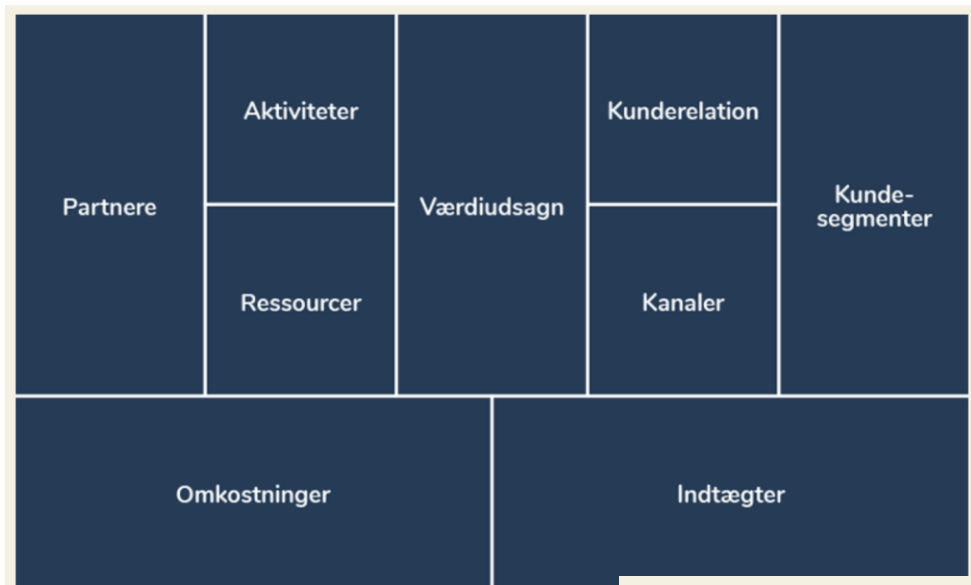 Partnere
Aktiviteter
Ressourcer
Værdiudsagn
Kunderelation
Kanaler
Kunde-
segmenter
Omkostninger
Indtægter